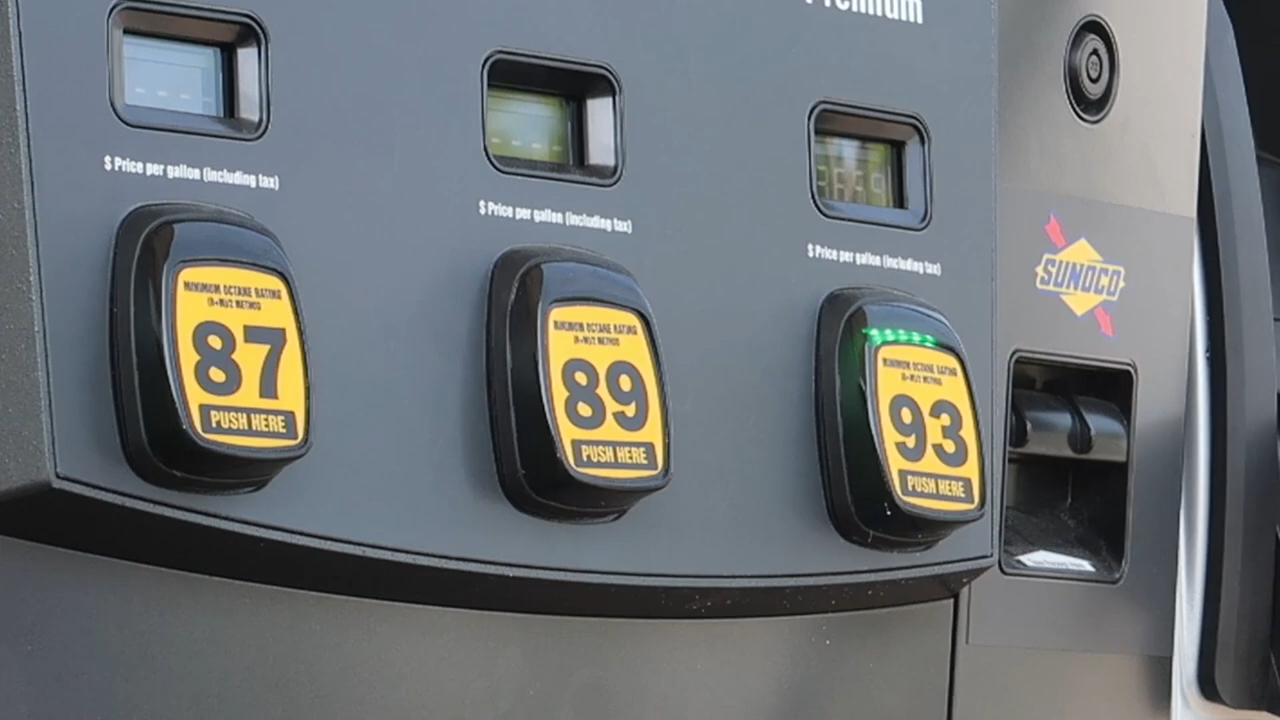 Premium
$ Price per gallon (including tax)
$ Price per gallon (including tax)
$ Price per gallon (including tax)
MINIMUM OCTANE RATING
(R+M)/2 METHOD
87
PUSH HERE
MINIMUM OCTANE RATING
(R+M)/2 METHOD
89
PUSH HERE
MINIMUM OCTANE RATING
(R+M)/2 METHOD
93
PUSH HERE
SUNOCO